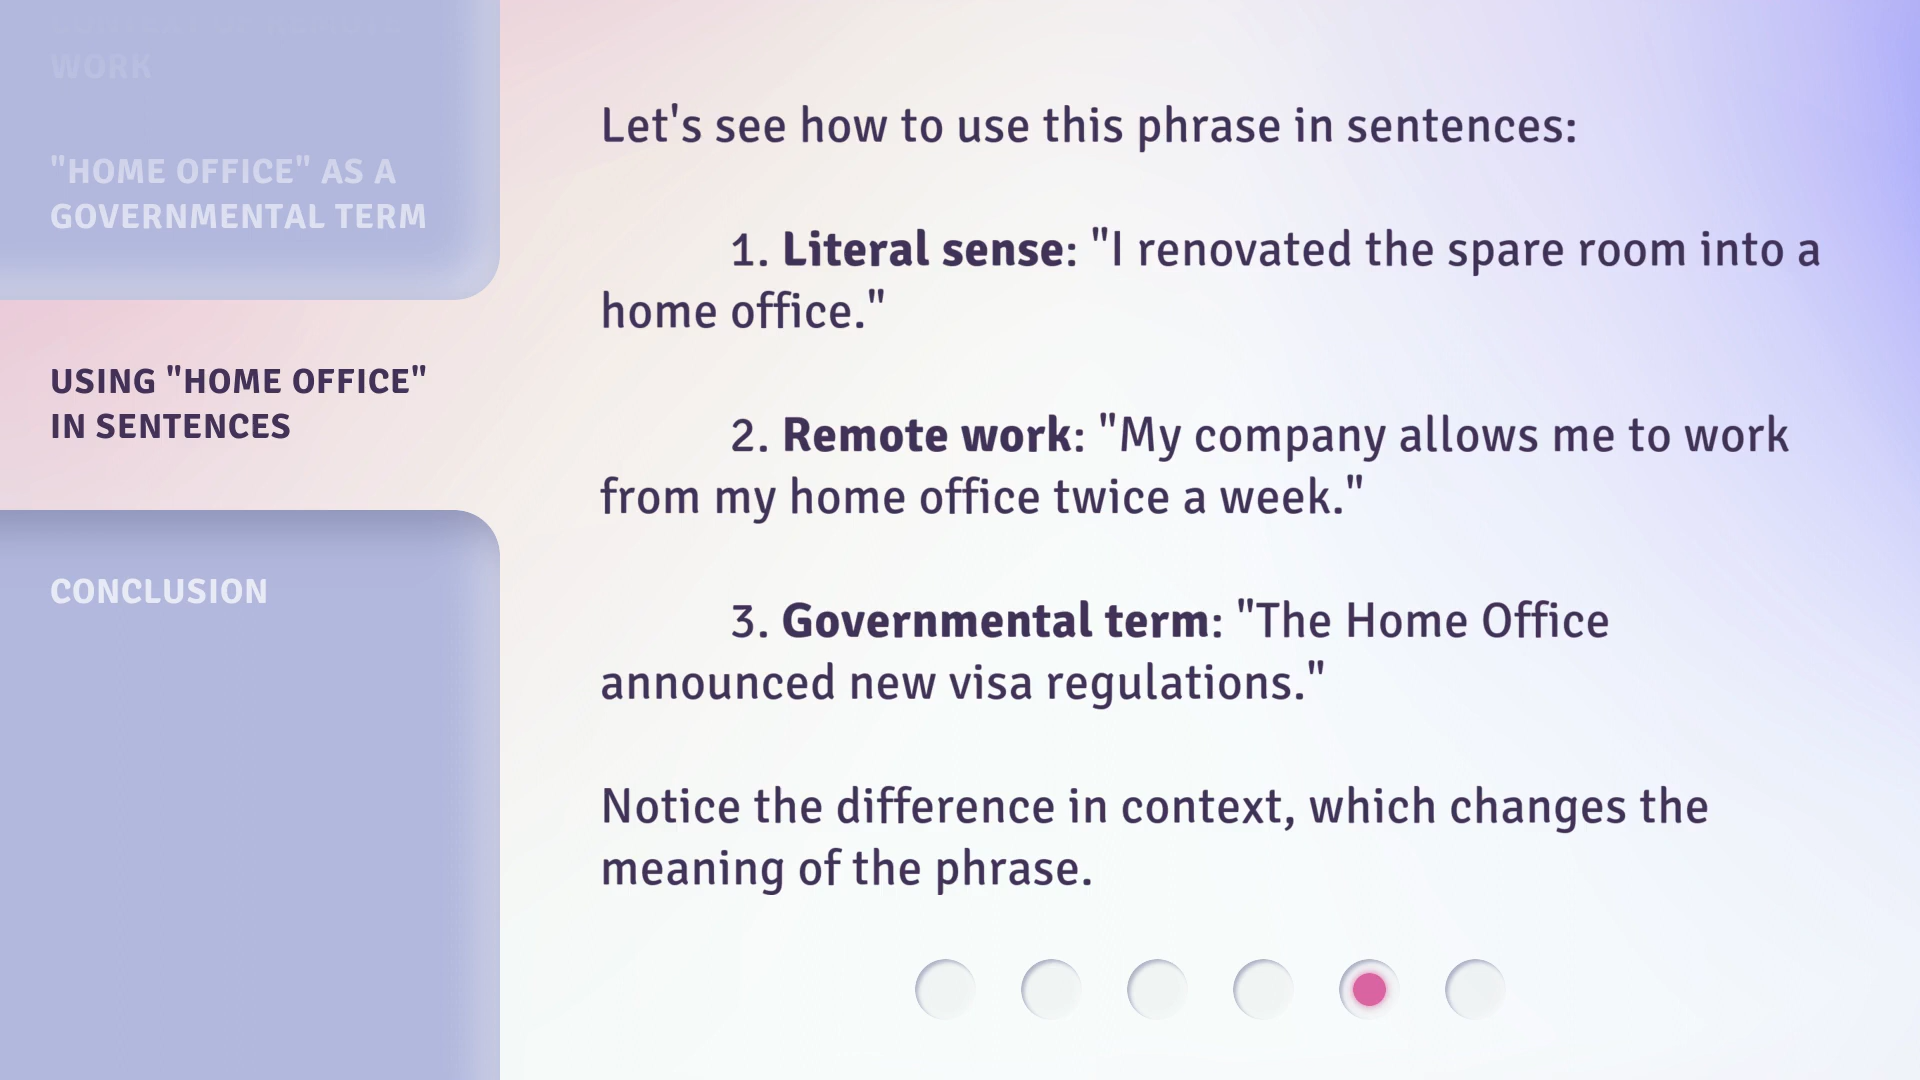 WORK
"HOME OFFICE" AS A
GOVERNMENTAL TERM
USING "HOME OFFICE"
IN SENTENCES
CONCLUSION
Let's see how to use this phrase in sentences:
1. Literal sense: "I renovated the spare room into a
home office."
2. Remote work: "My company allows me to work
from my home office twice a week."
3. Governmental term: "The Home Office
announced new visa regulations."
Notice the difference in context, which changes the
meaning of the phrase.